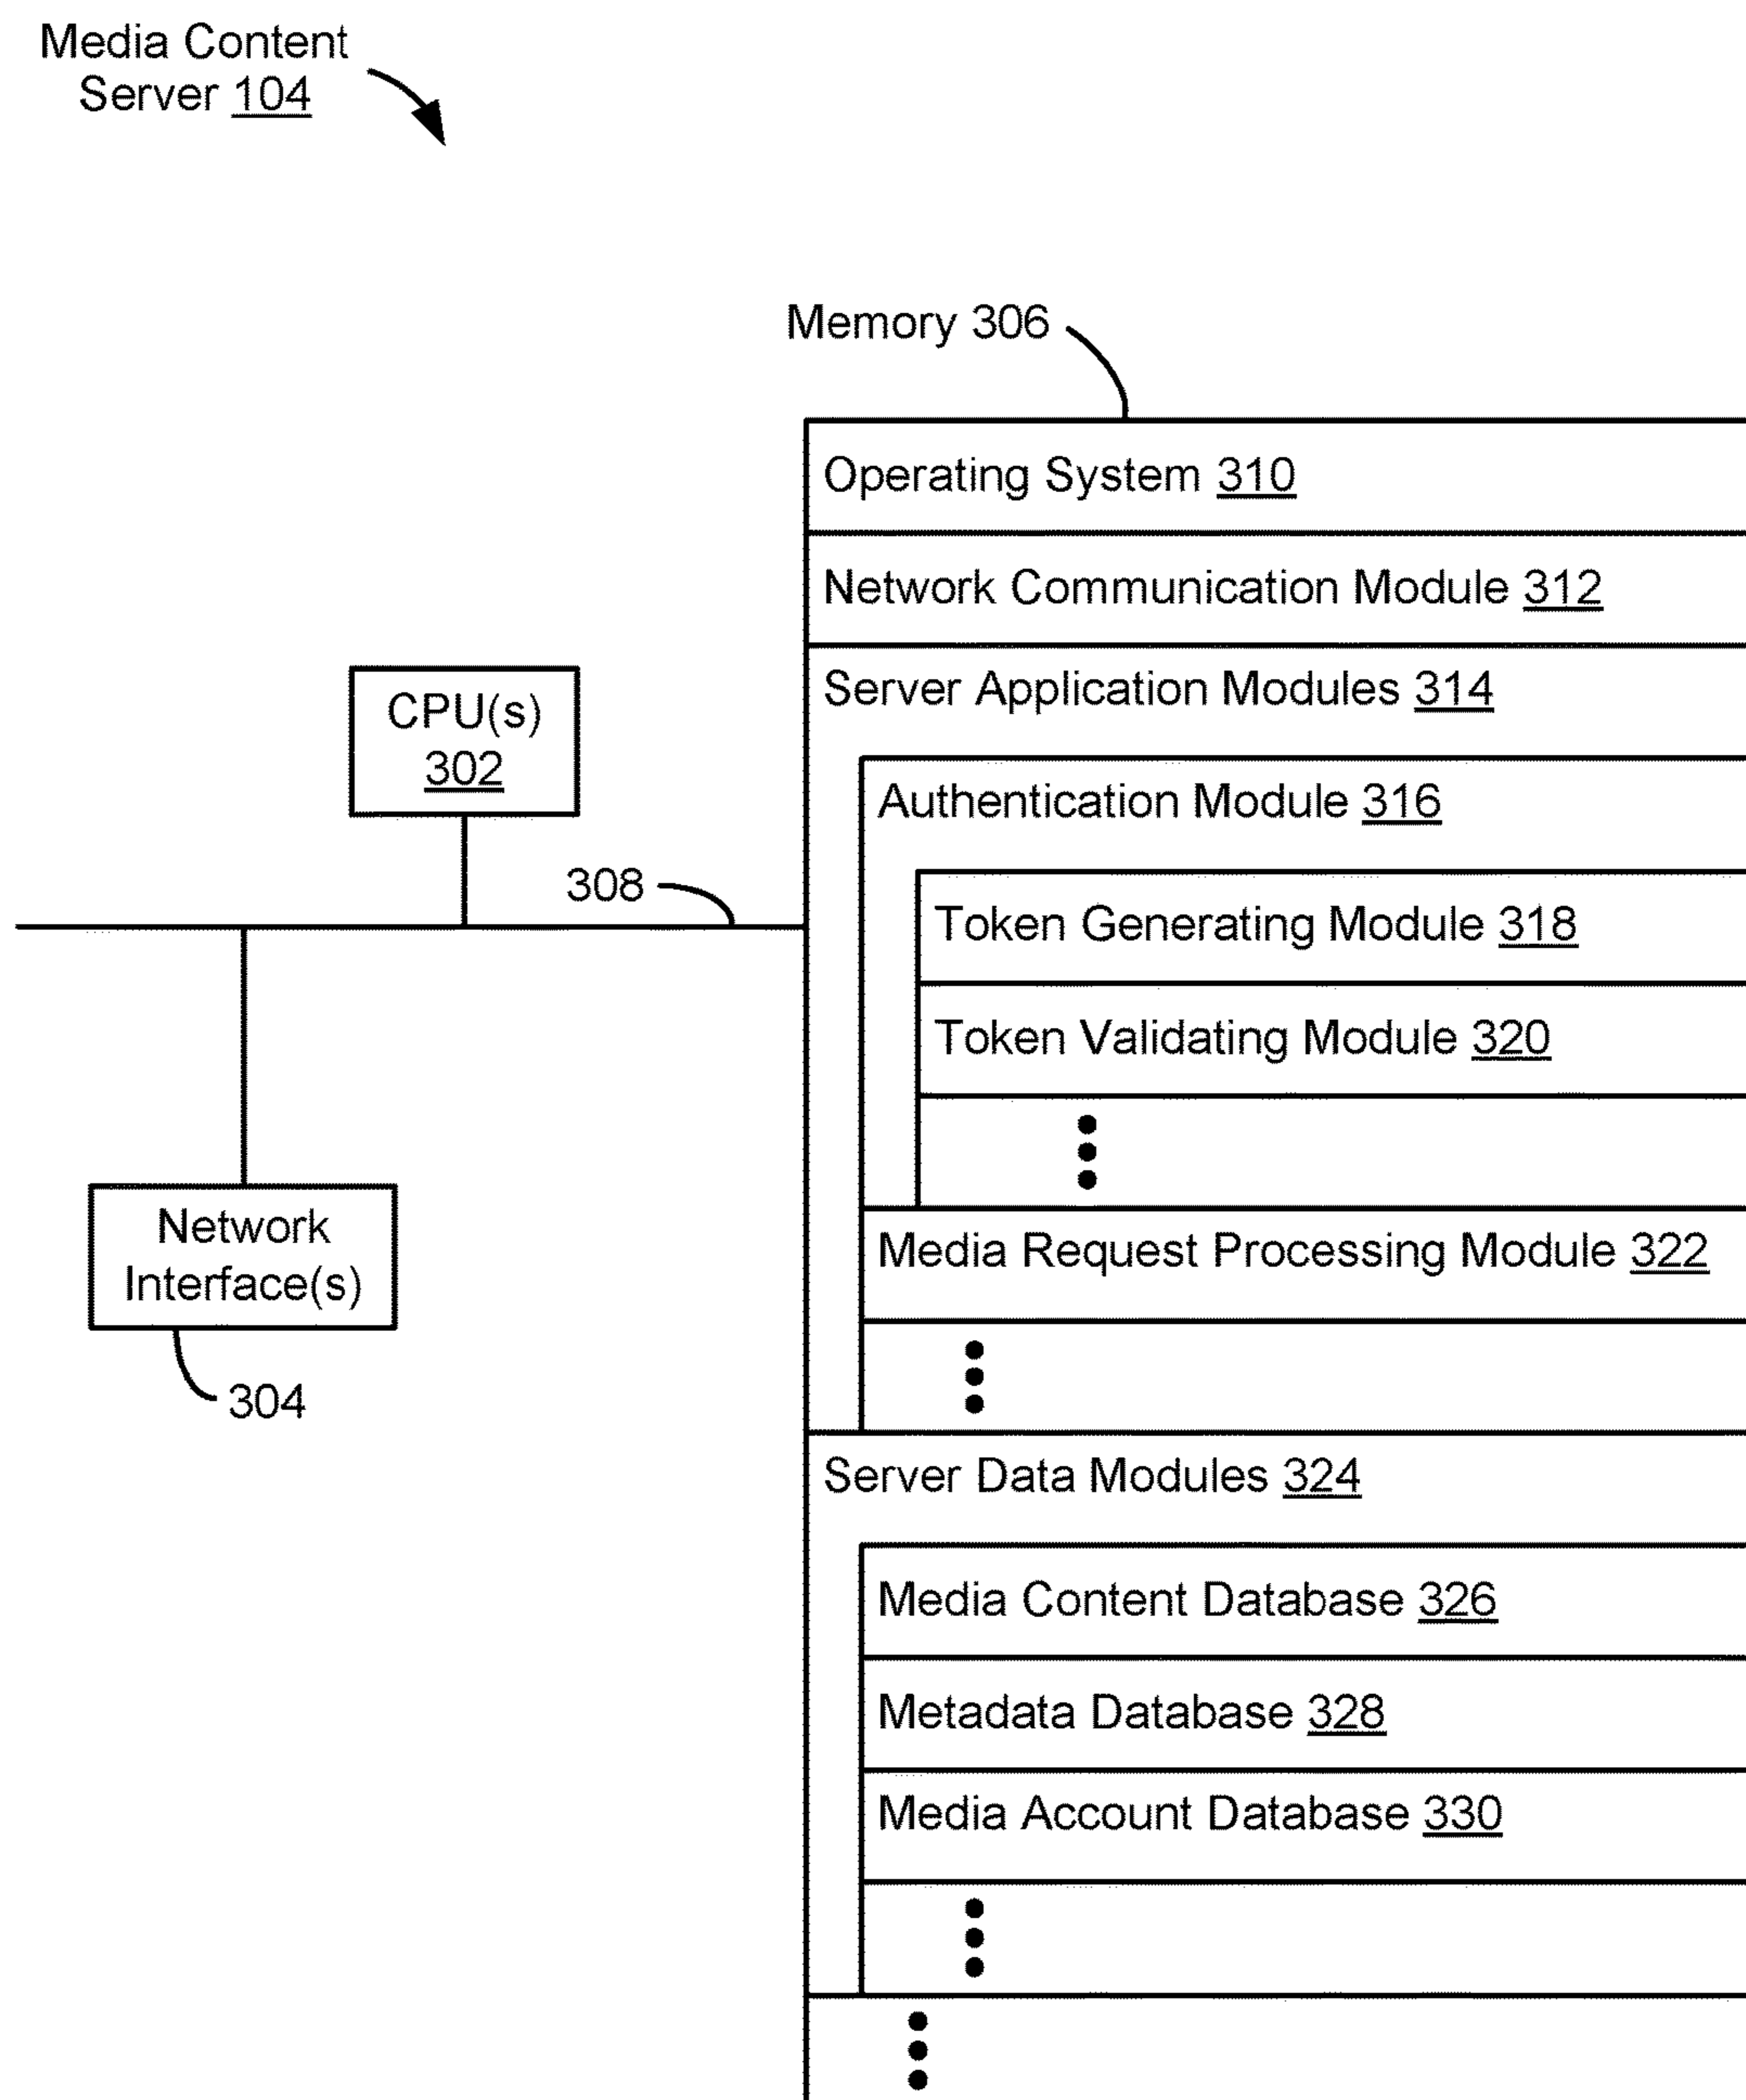 Media Content
Server 104
Memory 306
Operating System 310
Network Communication Module 312
Server Application Modules 314
CPU(s)
302
Authentication Module 316
308
Token Generating Module 318
Token Validating Module 320
Network
Interface(s)
Media Request Processing Module 322
304
Server Data Modules 324
Media Content Database 326
Metadata Database 328
Media Account Database 330